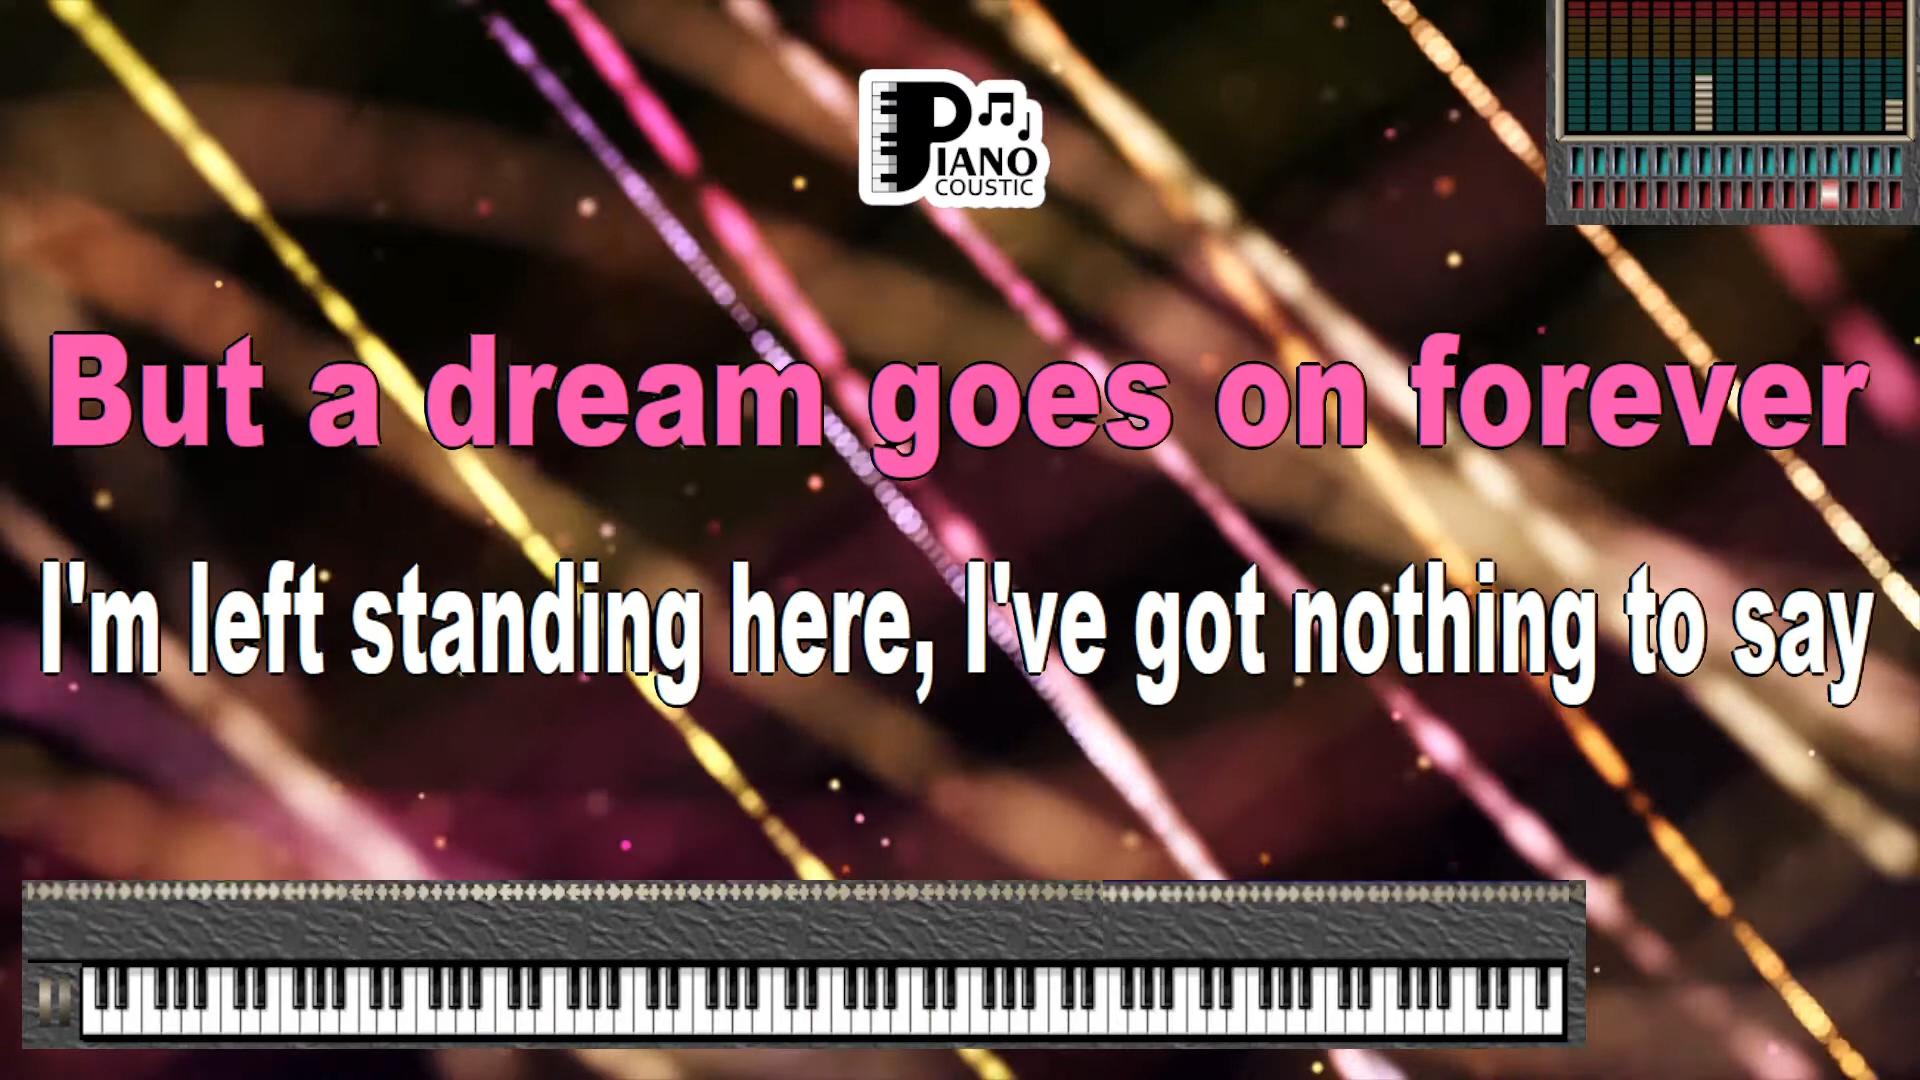 PIANO
COUSTIC
But a dream goes on forever
I'm left standing here, I've got nothing to say